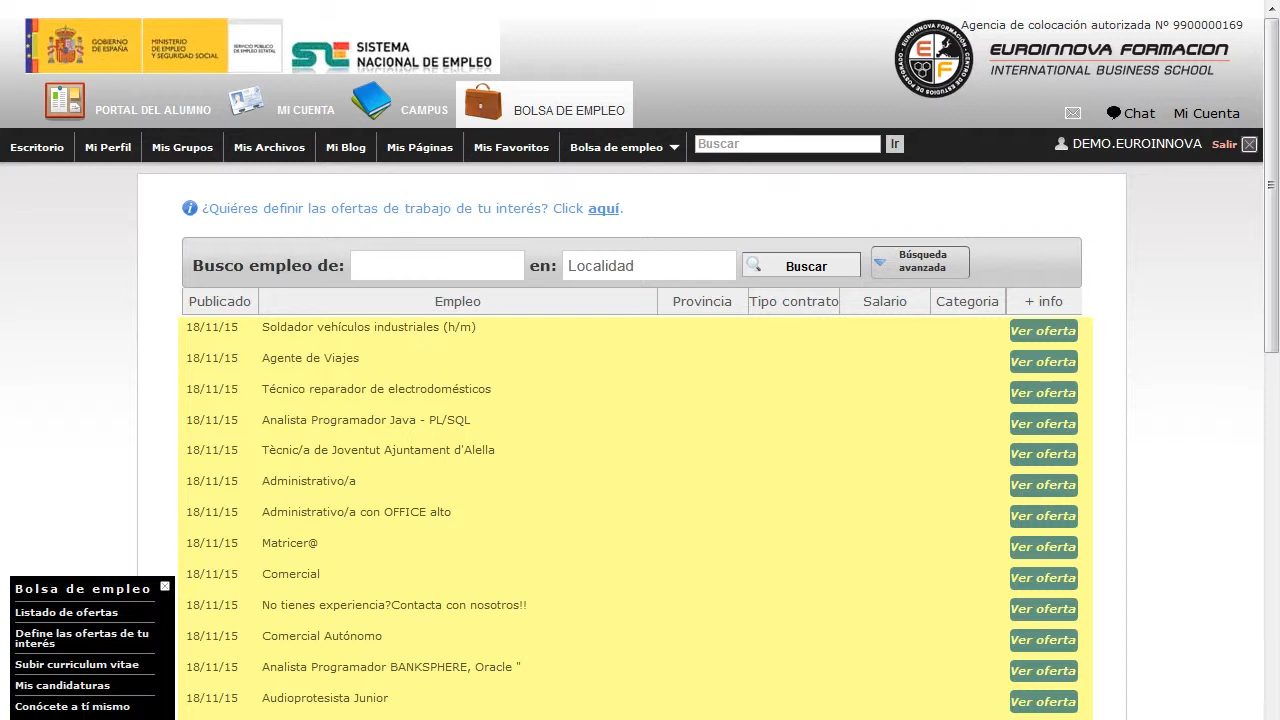 Agencia de colocación autorizada Nº 9900000169
GOBIERNO DE ESPAÑA
MINISTERIO DE EMPLEO Y SEGURIDAD SOCIAL
SERVICIO PÚBLICO DE EMPLEO ESTATAL
SISTEMA NACIONAL DE EMPLEO
EUROINNOVA FORMACIÓN
INTERNATIONAL BUSINESS SCHOOL
PORTAL DEL ALUMNO MI CUENTA CAMPUS BOLSA DE EMPLEO
Chat Mi Cuenta
Escritorio Mi Perfil Mis Grupos Mis Archivos Mi Blog Mis Páginas Mis Favoritos Bolsa de empleo Buscar Ir DEMO.EUROINNOVA Salir
¿Quiéres definir las ofertas de trabajo de tu interés? Click aquí.
Busco empleo de: en: Localidad Buscar Búsqueda avanzada
Publicado Empleo Provincia Tipo contrato Salario Categoria + info
18/11/15 Soldador vehículos industriales (h/m) Ver oferta
18/11/15 Agente de Viajes Ver oferta
18/11/15 Técnico reparador de electrodomésticos Ver oferta
18/11/15 Analista Programador Java - PL/SQL Ver oferta
18/11/15 Tècnic/a de Joventut Ajuntament d'Alella Ver oferta
18/11/15 Administrativo/a Ver oferta
18/11/15 Administrativo/a con OFFICE alto Ver oferta
18/11/15 Matricer@ Ver oferta
18/11/15 Comercial Ver oferta
18/11/15 No tienes experiencia?Contacta con nosotros!! Ver oferta
18/11/15 Comercial Autónomo Ver oferta
18/11/15 Analista Programador BANKSPHERE, Oracle " Ver oferta
18/11/15 Audioprotesista Junior Ver oferta
Bolsa de empleo
Listado de ofertas
Define las ofertas de tu
interés
Subir curriculum vitae
Mis candidaturas
Conócete a tí mismo